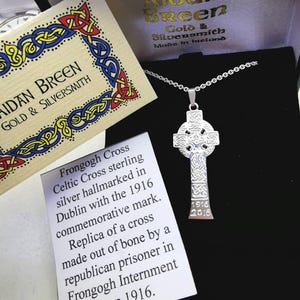 AIDAN BREEN
GOLD & SILVERSMITH
Aidan
Breen
Gold &
Silversmith
Made in Ireland
Frongogh Cross
Celtic Cross sterling
silver hallmarked in
Dublin with the 1916
commemorative mark.
Replica of a cross
made out of bone by a
republican prisoner in
Frongogh Internment
1916.
1916
2016